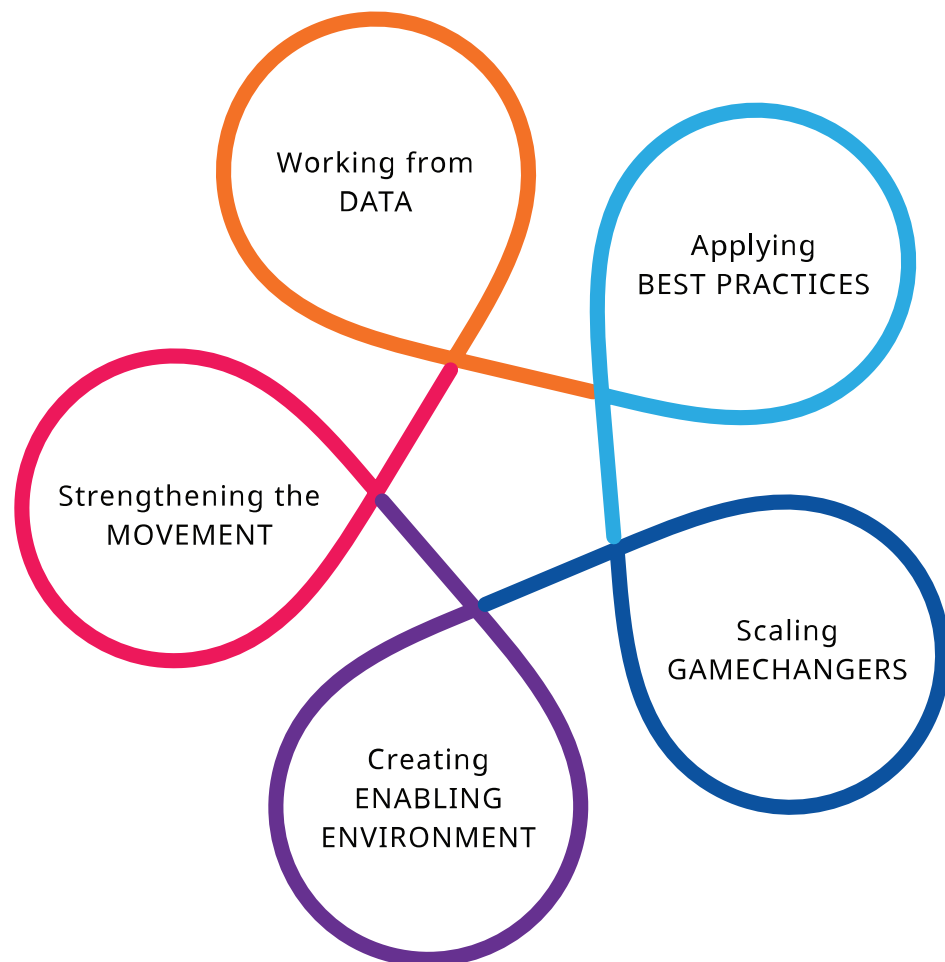 Working from
DATA
Applying
BEST PRACTICES
Strengthening the
MOVEMENT
Scaling
GAMECHANGERS
Creating
ENABLING
ENVIRONMENT